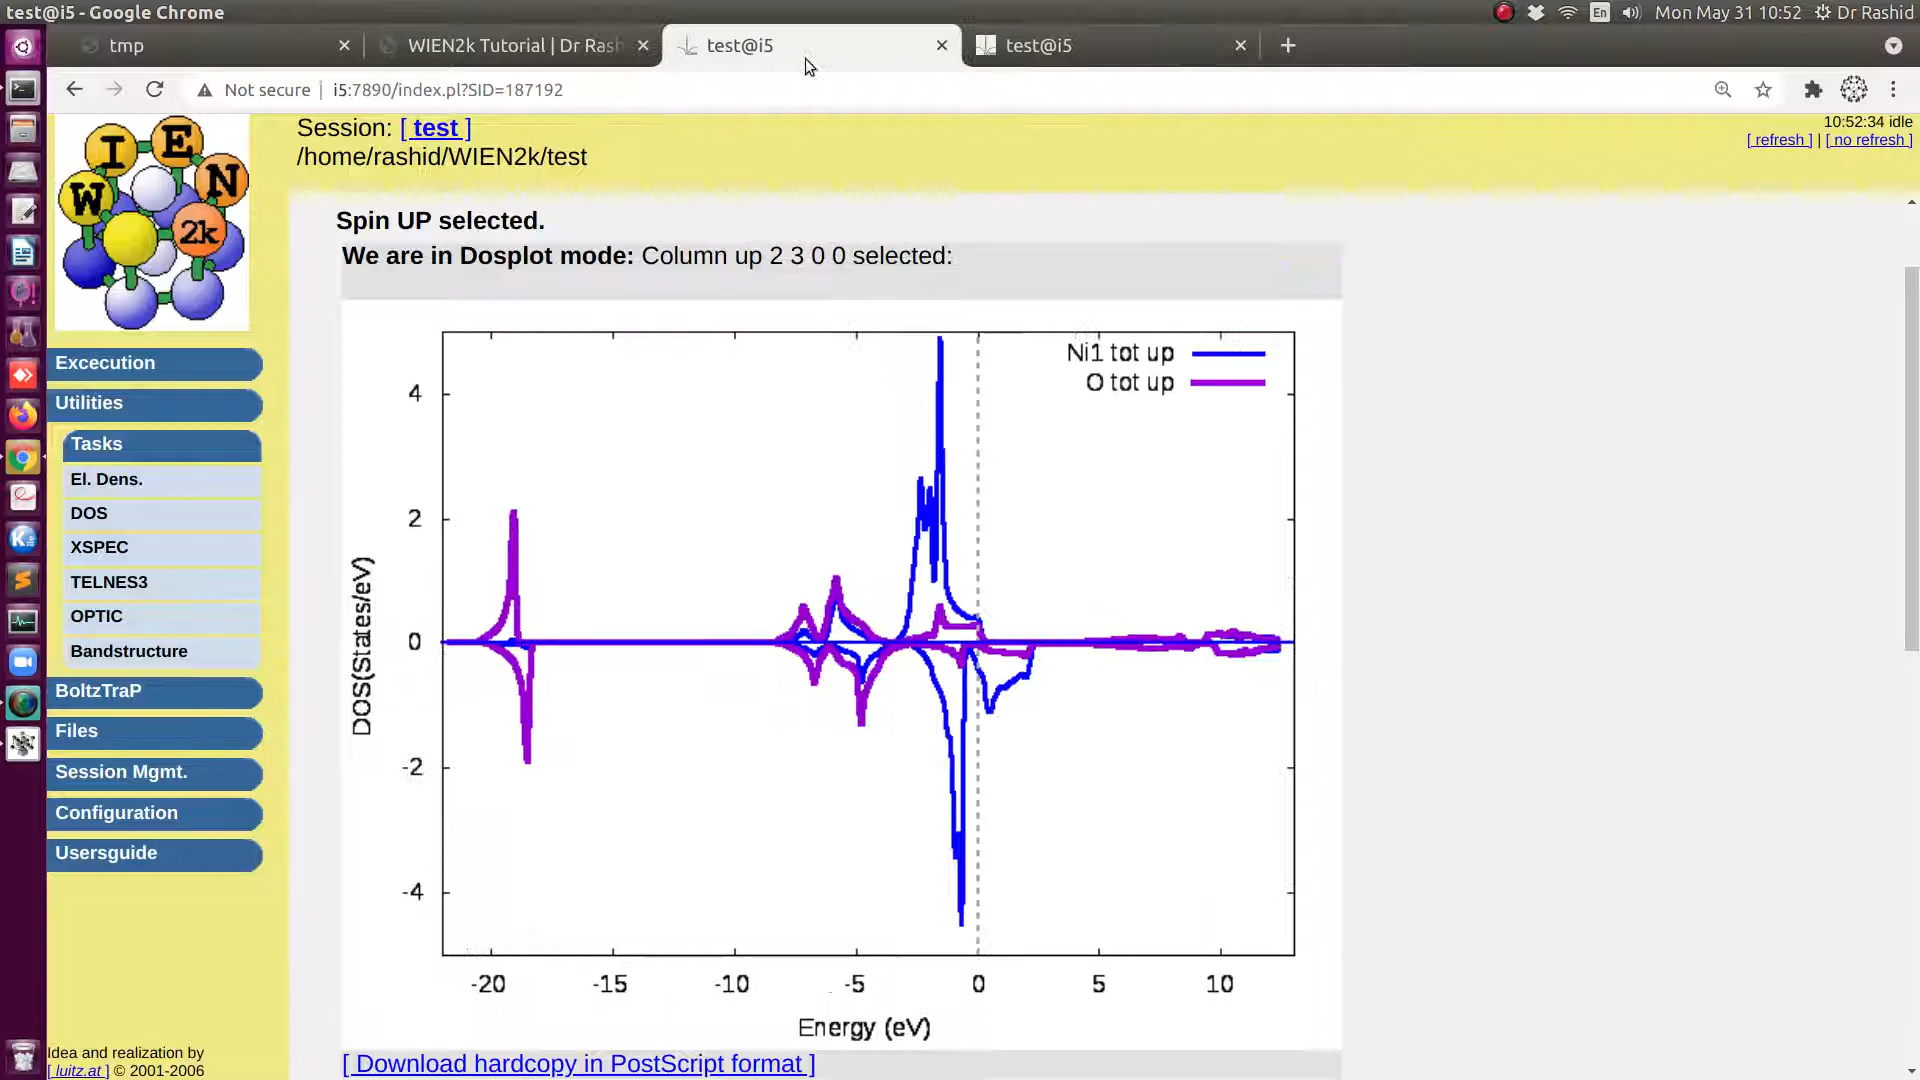 test@i5 - Google Chrome
En
Mon May 31 10:52
Dr Rashid
tmp
WIEN2k Tutorial | Dr Rash
test@i5
test@i5
Not secure | i5:7890/index.pl?SID=187192
W I E N 2k
Session: [ test ]
/home/rashid/WIEN2k/test
10:52:34 idle
[ refresh ] | [ no refresh ]
Excecution
Utilities
Tasks
El. Dens.
DOS
XSPEC
TELNES3
OPTIC
Bandstructure
BoltzTraP
Files
Session Mgmt.
Configuration
Usersguide
Idea and realization by
[ luitz.at ] © 2001-2006
Spin UP selected.
We are in Dosplot mode: Column up 2 3 0 0 selected:
Ni1 tot up
O tot up
DOS(States/eV)
4
2
0
-2
-4
-20 -15 -10 -5 0 5 10
Energy (eV)
[ Download hardcopy in PostScript format ]